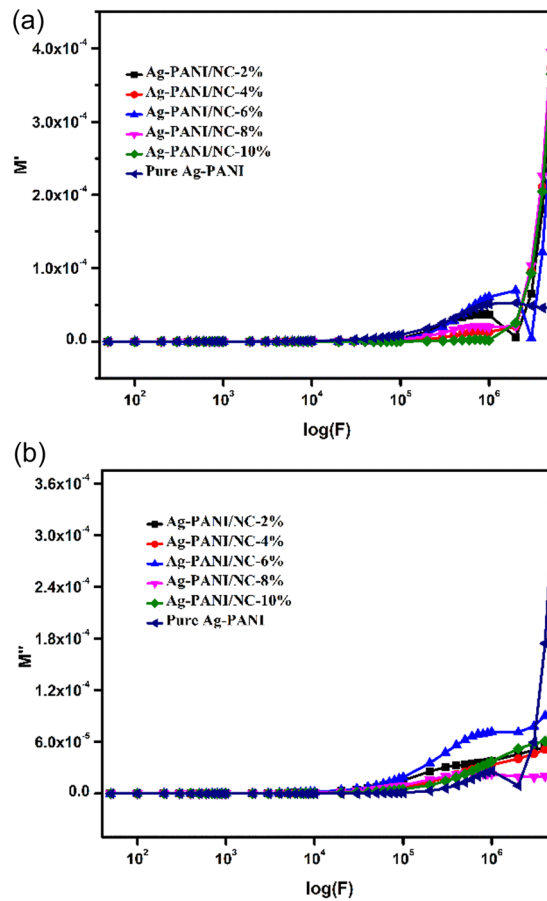 (a)
4.0x10⁻⁴
3.0x10⁻⁴
2.0x10⁻⁴
1.0x10⁻⁴
0.0
M'
Ag-PANI/NC-2%
Ag-PANI/NC-4%
Ag-PANI/NC-6%
Ag-PANI/NC-8%
Ag-PANI/NC-10%
Pure Ag-PANI
10² 10³ 10⁴ 10⁵ 10⁶
log(F)
(b)
3.6x10⁻⁴
3.0x10⁻⁴
2.4x10⁻⁴
1.2x10⁻⁴
6.0x10⁻⁵
0.0
M''
Ag-PANI/NC-2%
Ag-PANI/NC-4%
Ag-PANI/NC-6%
Ag-PANI/NC-8%
Ag-PANI/NC-10%
Pure Ag-PANI
10² 10³ 10⁴ 10⁵ 10⁶
log(F)